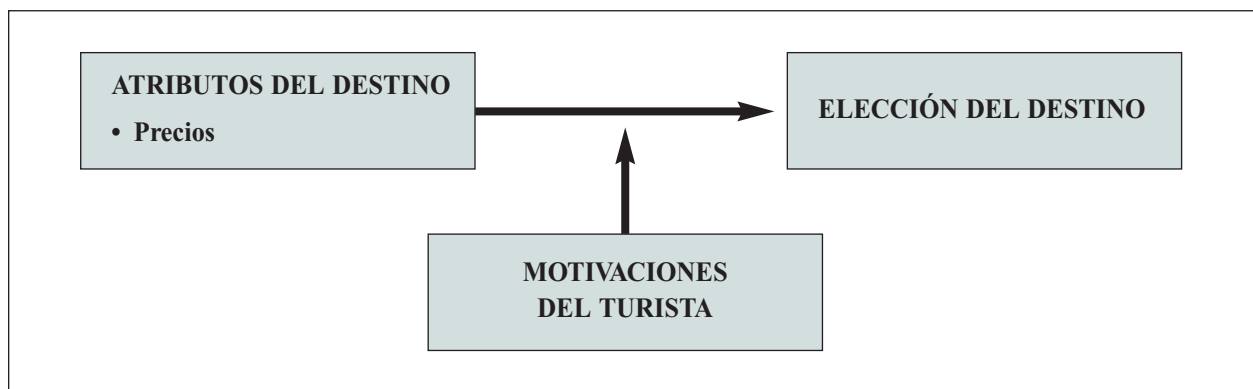 ATRIBUTOS DEL DESTINO
• Precios
ELECCIÓN DEL DESTINO
MOTIVACIONES
DEL TURISTA